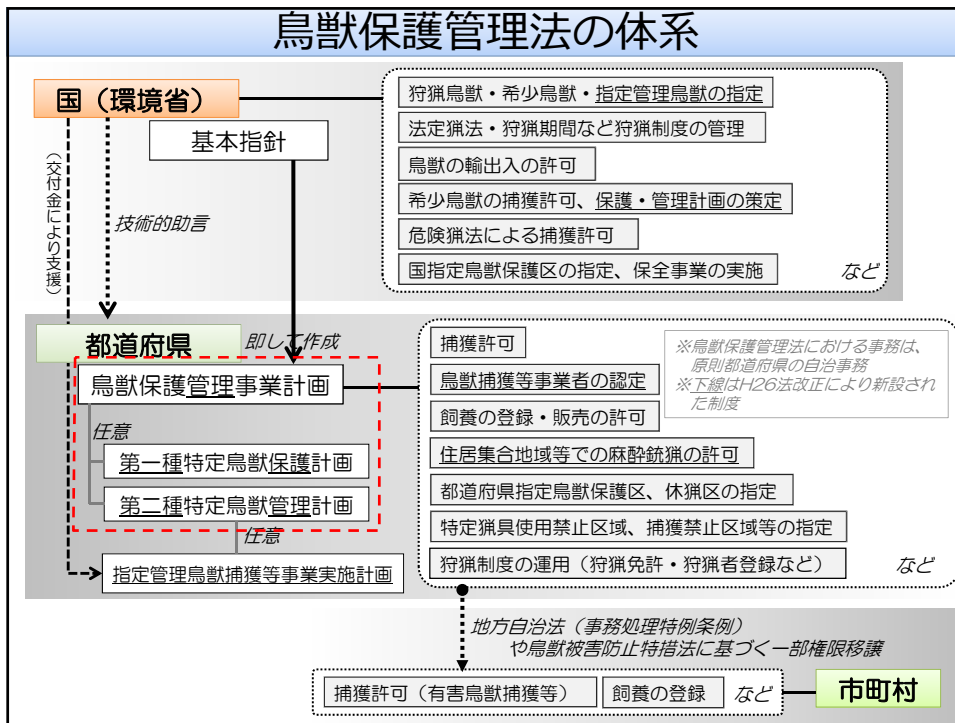 鳥獣保護管理法の体系
国（環境省）
基本指針
（交付金により支援）
技術的助言
狩猟鳥獣・希少鳥獣・指定管理鳥獣の指定
法定猟法・狩猟期間など狩猟制度の管理
鳥獣の輸出入の許可
希少鳥獣の捕獲許可、保護・管理計画の策定
危険猟法による捕獲許可
国指定鳥獣保護区の指定、保全事業の実施
など
都道府県
即して作成
鳥獣保護管理事業計画
任意
第一種特定鳥獣保護計画
第二種特定鳥獣管理計画
任意
指定管理鳥獣捕獲等事業実施計画
捕獲許可
鳥獣捕獲等事業者の認定
飼養の登録・販売の許可
住居集合地域等での麻酔銃猟の許可
都道府県指定鳥獣保護区、休猟区の指定
特定猟具使用禁止区域、捕獲禁止区域等の指定
狩猟制度の運用（狩猟免許・狩猟者登録など）
など
※鳥獣保護管理法における事務は、
原則都道府県の自治事務
※下線はH26法改正により新設され
た制度
地方自治法（事務処理特例条例）
や鳥獣被害防止特措法に基づく一部権限移譲
捕獲許可（有害鳥獣捕獲等）
飼養の登録
など
市町村